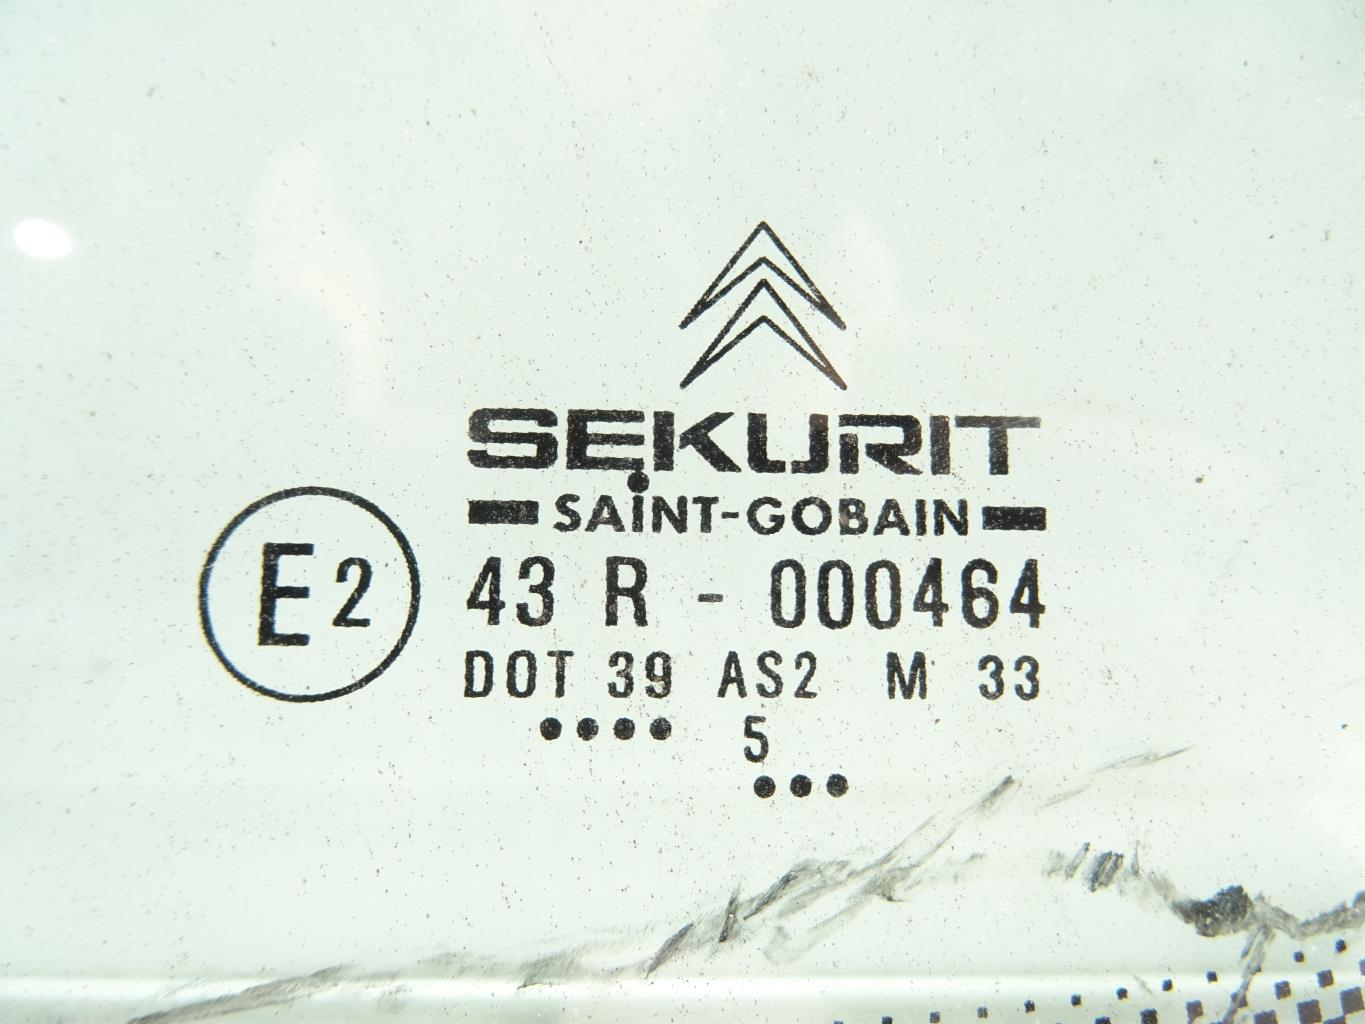 SEKURIT
SAINT-GOBAIN
E2
43 R - 000464
DOT 39 AS2 M 33
•••• 5
•••